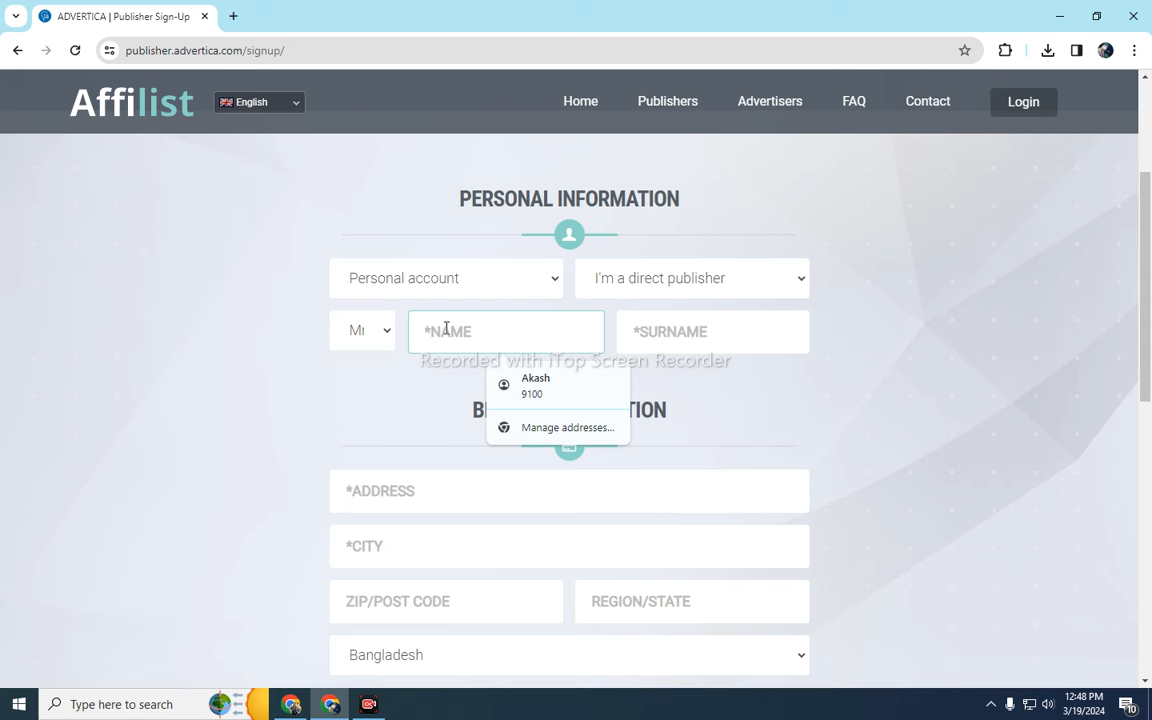 ADVERTICA | Publisher Sign-Up
publisher.advertica.com/signup/
Affilist
English
Home
Publishers
Advertisers
FAQ
Contact
Login
PERSONAL INFORMATION
Personal account
I'm a direct publisher
Mr
*NAME
*SURNAME
Recorded with iTop Screen Recorder
Akash
9100
Manage addresses...
*ADDRESS
*CITY
ZIP/POST CODE
REGION/STATE
Bangladesh
Type here to search
12:48 PM
3/19/2024
10